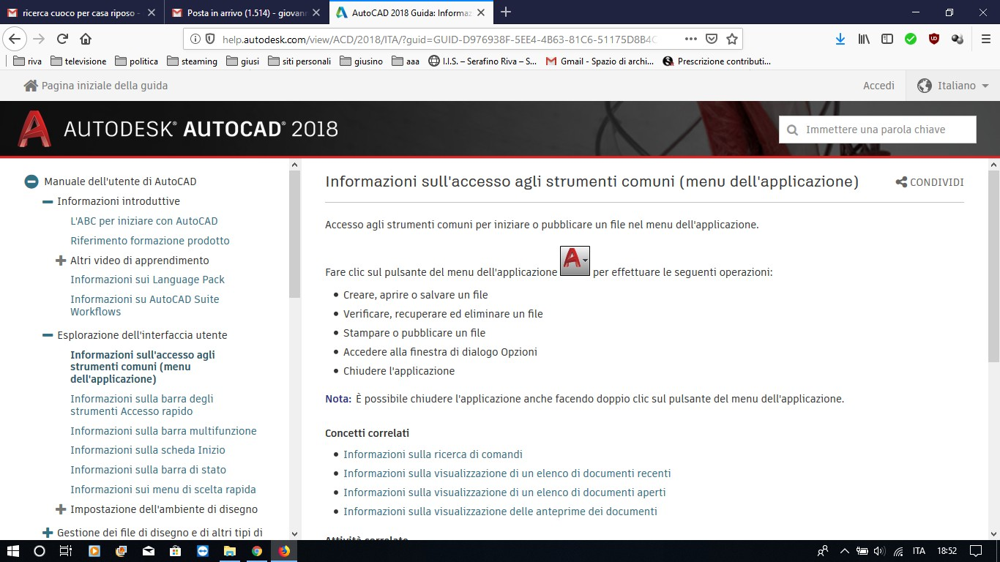 ricerca cuoco per casa riposo -
Posta in arrivo (1.514) - giovann
AutoCAD 2018 Guida: Informaz
help.autodesk.com/view/ACD/2018/ITA/?guid=GUID-D976938F-5EE4-4B63-81C6-51175D8B4C
riva
televisione
politica
steaming
giusi
siti personali
giusino
aaa
I.I.S. – Serafino Riva – S...
Gmail - Spazio di archi...
Prescrizione contributi...
Pagina iniziale della guida
Accedi
Italiano
AUTODESK® AUTOCAD® 2018
Immettere una parola chiave
Manuale dell'utente di AutoCAD
Informazioni introduttive
L'ABC per iniziare con AutoCAD
Riferimento formazione prodotto
Altri video di apprendimento
Informazioni sui Language Pack
Informazioni su AutoCAD Suite
Workflows
Esplorazione dell'interfaccia utente
Informazioni sull'accesso agli
strumenti comuni (menu
dell'applicazione)
Informazioni sulla barra degli
strumenti Accesso rapido
Informazioni sulla barra multifunzione
Informazioni sulla scheda Inizio
Informazioni sulla barra di stato
Informazioni sui menu di scelta rapida
Impostazione dell'ambiente di disegno
Gestione dei file di disegno e di altri tipi di
Informazioni sull'accesso agli strumenti comuni (menu dell'applicazione)
CONDIVIDI
Accesso agli strumenti comuni per iniziare o pubblicare un file nel menu dell'applicazione.
Fare clic sul pulsante del menu dell'applicazione per effettuare le seguenti operazioni:
Creare, aprire o salvare un file
Verificare, recuperare ed eliminare un file
Stampare o pubblicare un file
Accedere alla finestra di dialogo Opzioni
Chiudere l'applicazione
Nota: È possibile chiudere l'applicazione anche facendo doppio clic sul pulsante del menu dell'applicazione.
Concetti correlati
Informazioni sulla ricerca di comandi
Informazioni sulla visualizzazione di un elenco di documenti recenti
Informazioni sulla visualizzazione di un elenco di documenti aperti
Informazioni sulla visualizzazione delle anteprime dei documenti
Attività correlate
ITA
18:52